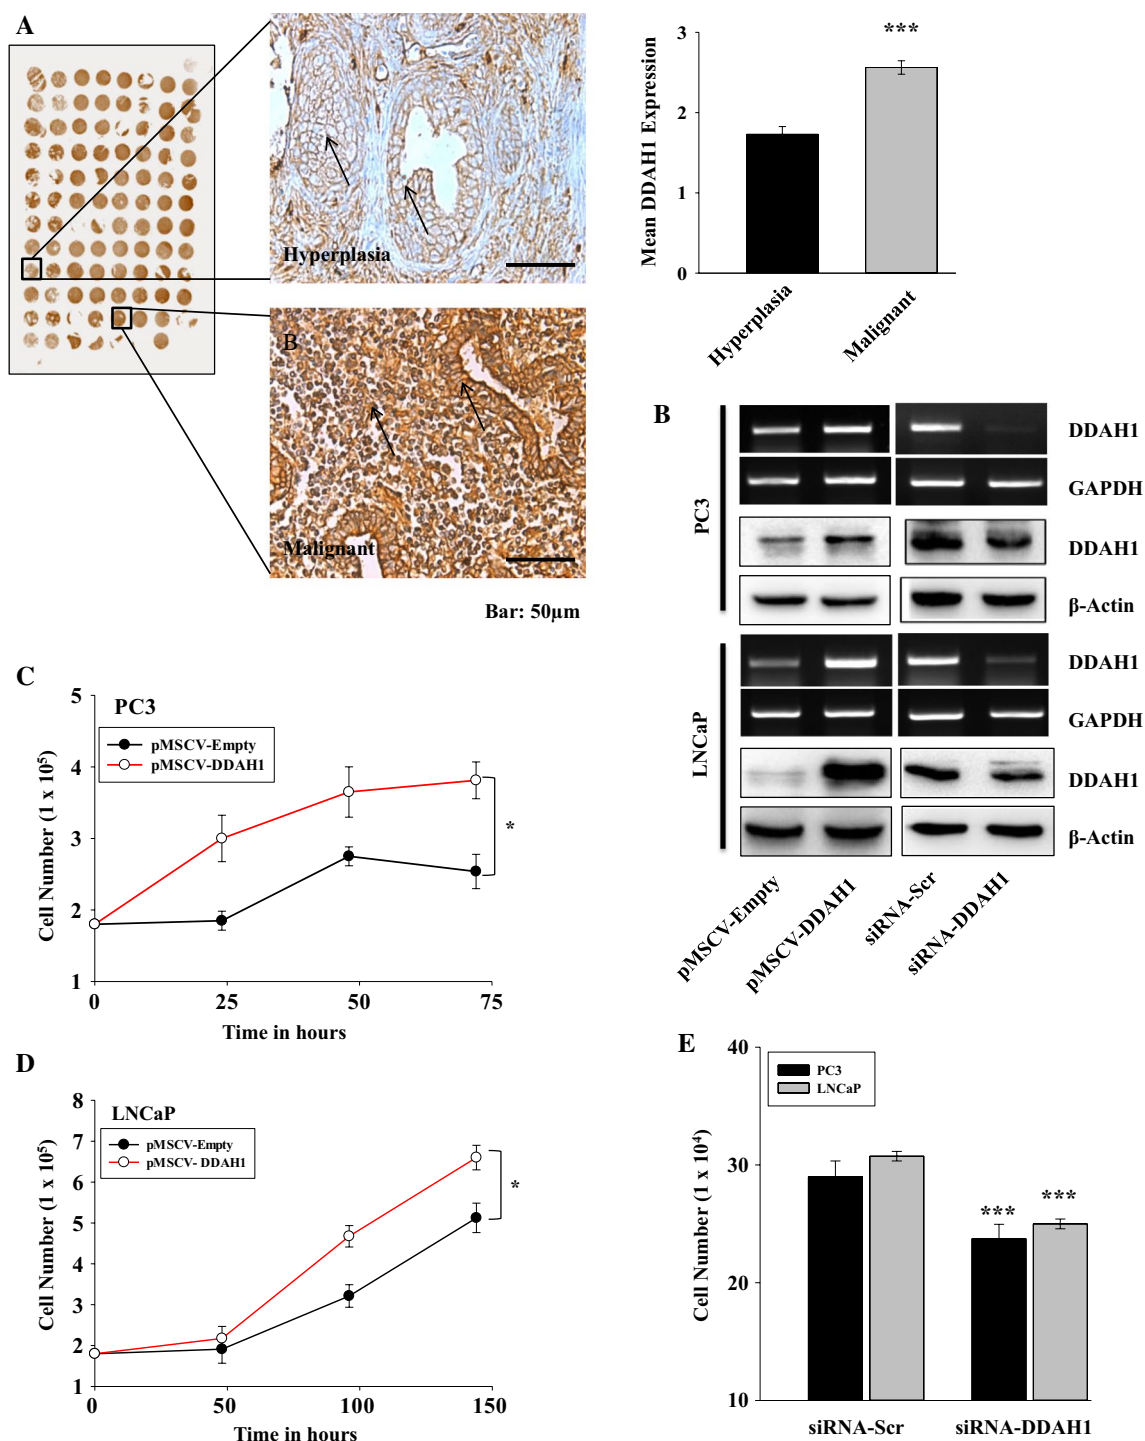 A
Hyperplasia
B
Malignant
Bar: 50µm
***
3
2
1
0
Mean DDAH1 Expression
Hyperplasia
Malignant
B
PC3
DDAH1
GAPDH
DDAH1
β-Actin
LNCaP
DDAH1
GAPDH
DDAH1
β-Actin
pMSCV-Empty
pMSCV-DDAH1
siRNA-Scr
siRNA-DDAH1
C
PC3
pMSCV-Empty
pMSCV-DDAH1
Cell Number (1 x 10⁵)
5
4
3
2
1
*
0 25 50 75
Time in hours
D
LNCaP
pMSCV-Empty
pMSCV- DDAH1
Cell Number (1 x 10⁵)
8
7
6
5
4
3
2
1
*
0 50 100 150
Time in hours
E
PC3
LNCaP
Cell Number (1 x 10⁴)
40
30
20
10
*** ***
siRNA-Scr siRNA-DDAH1